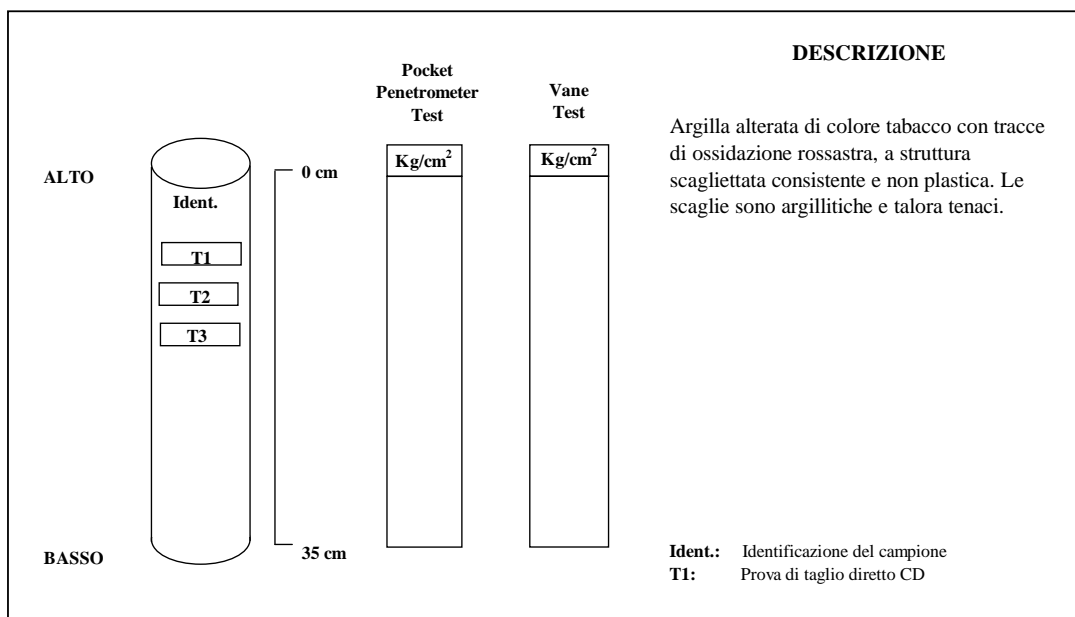 DESCRIZIONE
Pocket
Penetrometer
Test
Vane
Test
Argilla alterata di colore tabacco con tracce
di ossidazione rossastra, a struttura
scagliettata consistente e non plastica. Le
scaglie sono argillitiche e talora tenaci.
Kg/cm²
Kg/cm²
ALTO
0 cm
Ident.
T1
T2
T3
BASSO
35 cm
Ident.: Identificazione del campione
T1: Prova di taglio diretto CD